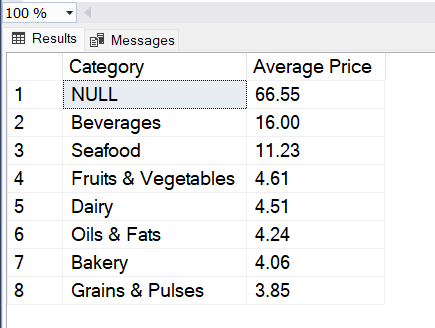 100 %
Results Messages
Category Average Price
1 NULL 66.55
2 Beverages 16.00
3 Seafood 11.23
4 Fruits & Vegetables 4.61
5 Dairy 4.51
6 Oils & Fats 4.24
7 Bakery 4.06
8 Grains & Pulses 3.85